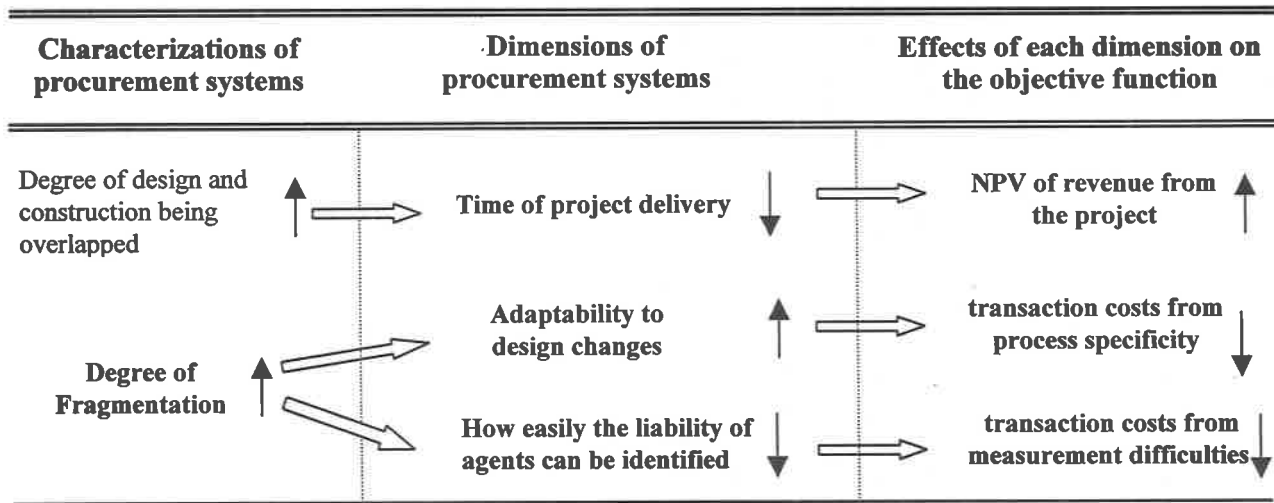 Characterizations of
procurement systems
Dimensions of
procurement systems
Effects of each dimension on
the objective function
Degree of design and
construction being
overlapped
Time of project delivery
NPV of revenue from
the project
Degree of
Fragmentation
Adaptability to
design changes
transaction costs from
process specificity
How easily the liability of
agents can be identified
transaction costs from
measurement difficulties